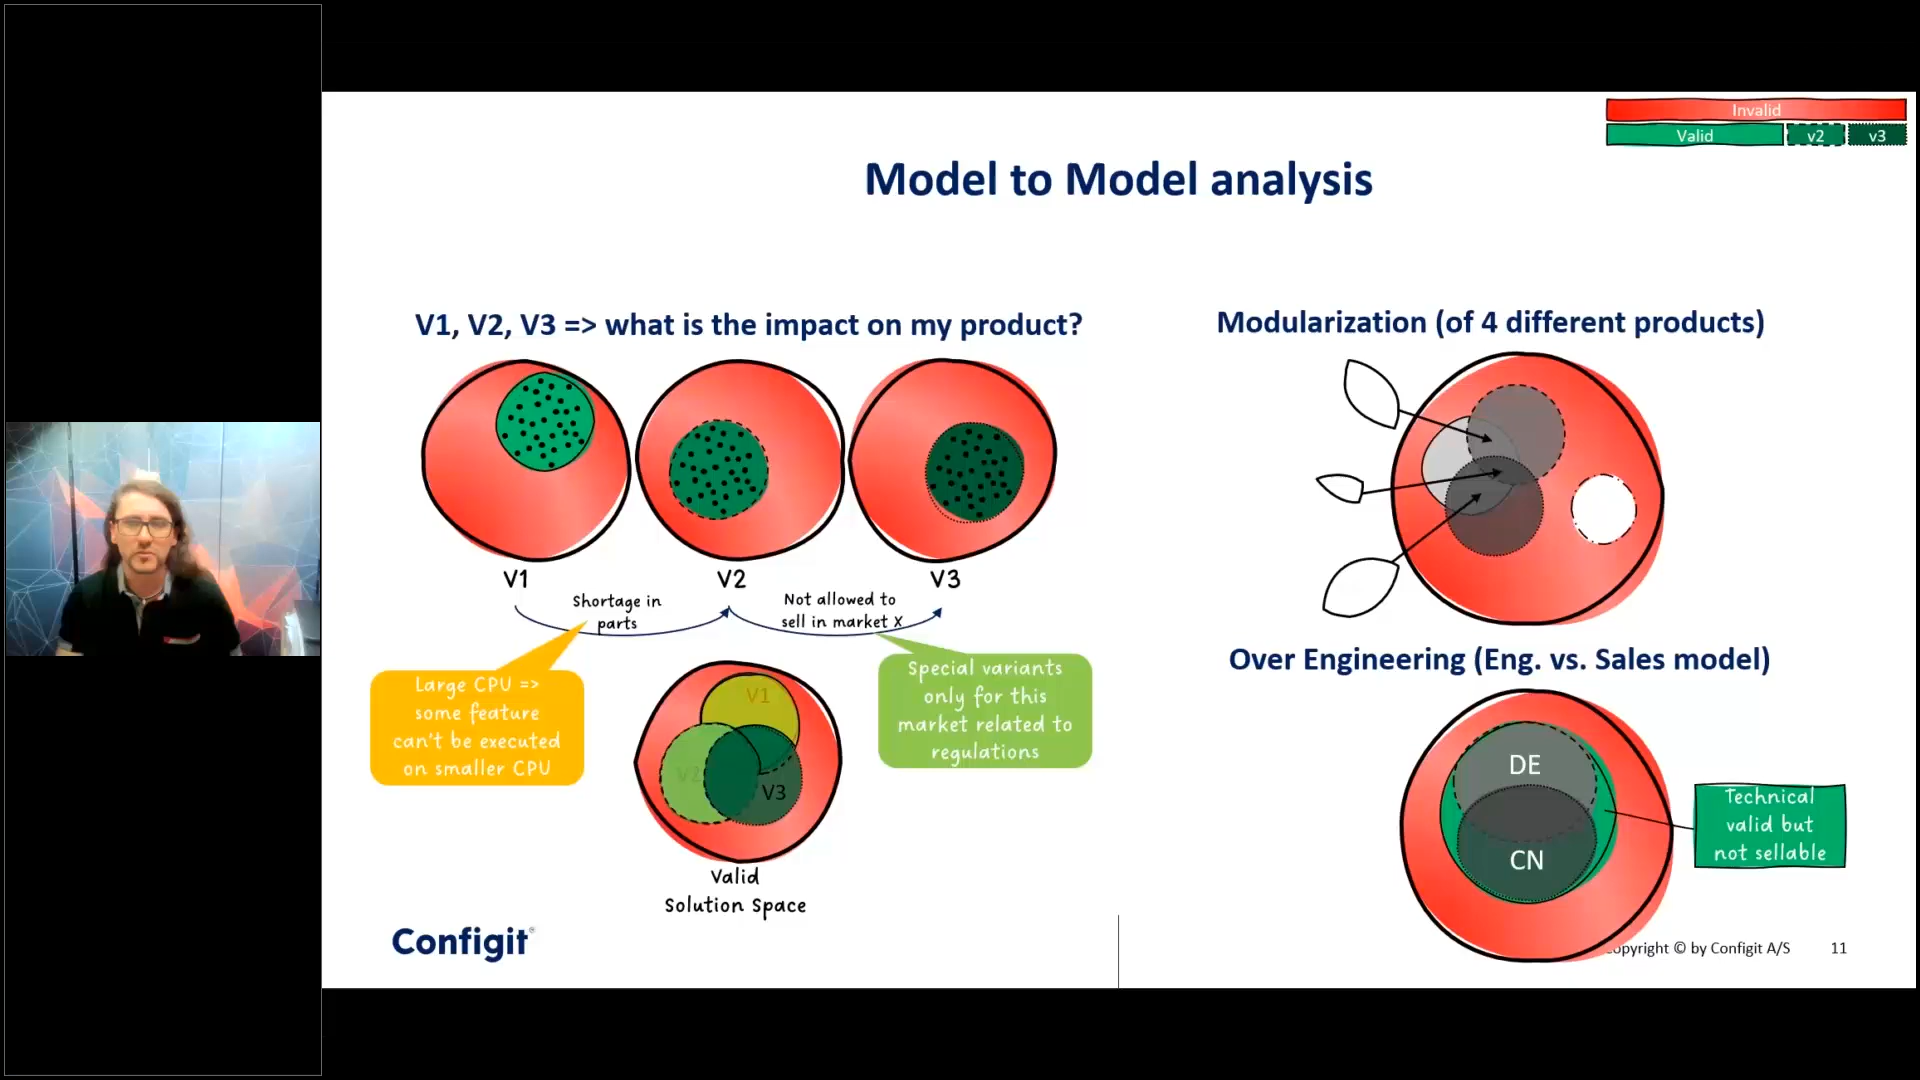 Invalid
Valid
v2
v3
Model to Model analysis
V1, V2, V3 => what is the impact on my product?
V1
V2
V3
Shortage in
parts
Not allowed to
sell in market X
Large CPU =>
some feature
can't be executed
on smaller CPU
Special variants
only for this
market related to
regulations
V1
V2
V3
Valid
Solution Space
Modularization (of 4 different products)
Over Engineering (Eng. vs. Sales model)
DE
CN
Technical
valid but
not sellable
Configit®
opyright © by Configit A/S
11